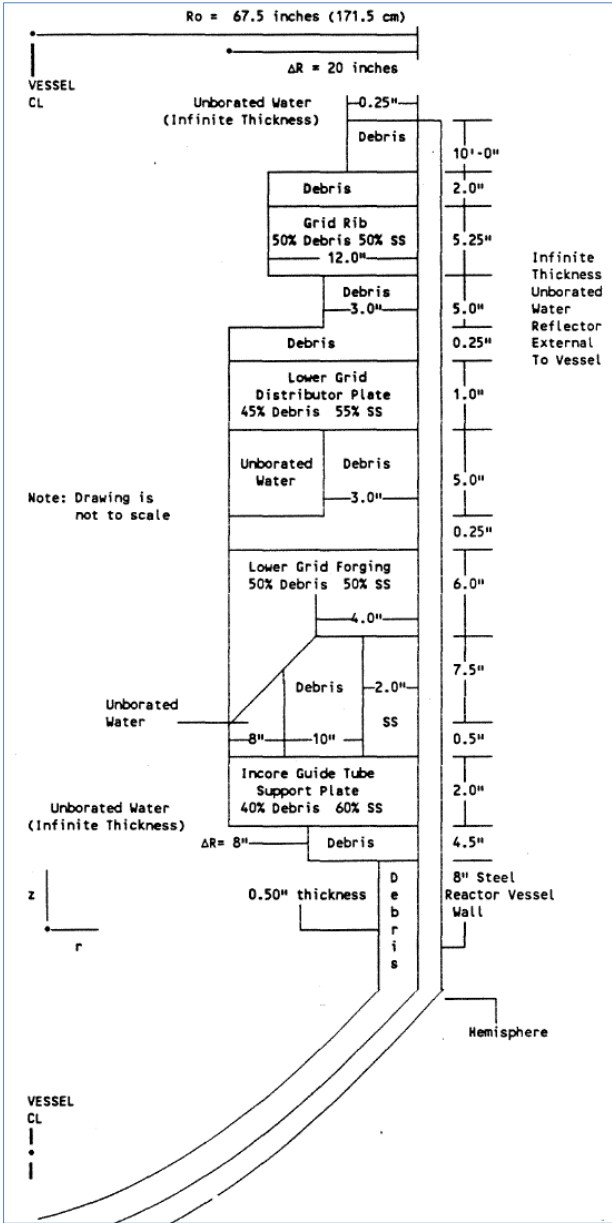 Ro = 67.5 inches (171.5 cm)
ΔR = 20 inches
VESSEL
CL
Unborated Water
(Infinite Thickness)
0.25"
Debris
10'-0"
Debris
2.0"
Grid Rib
50% Debris 50% SS
12.0"
5.25"
Infinite
Thickness
Unborated
Water
Reflector
External
To Vessel
Debris
3.0"
5.0"
Debris
0.25"
Lower Grid
Distributor Plate
45% Debris 55% SS
1.0"
Unborated
Water
Debris
3.0"
5.0"
Note: Drawing is
not to scale
0.25"
Lower Grid Forging
50% Debris 50% SS
6.0"
4.0"
7.5"
Debris
2.0"
SS
Unborated
Water
8"
10"
0.5"
Incore Guide Tube
Support Plate
40% Debris 60% SS
2.0"
Unborated Water
(Infinite Thickness)
ΔR= 8"
Debris
4.5"
z
r
0.50" thickness
Debris
8" Steel
Reactor Vessel
Wall
Hemisphere
VESSEL
CL